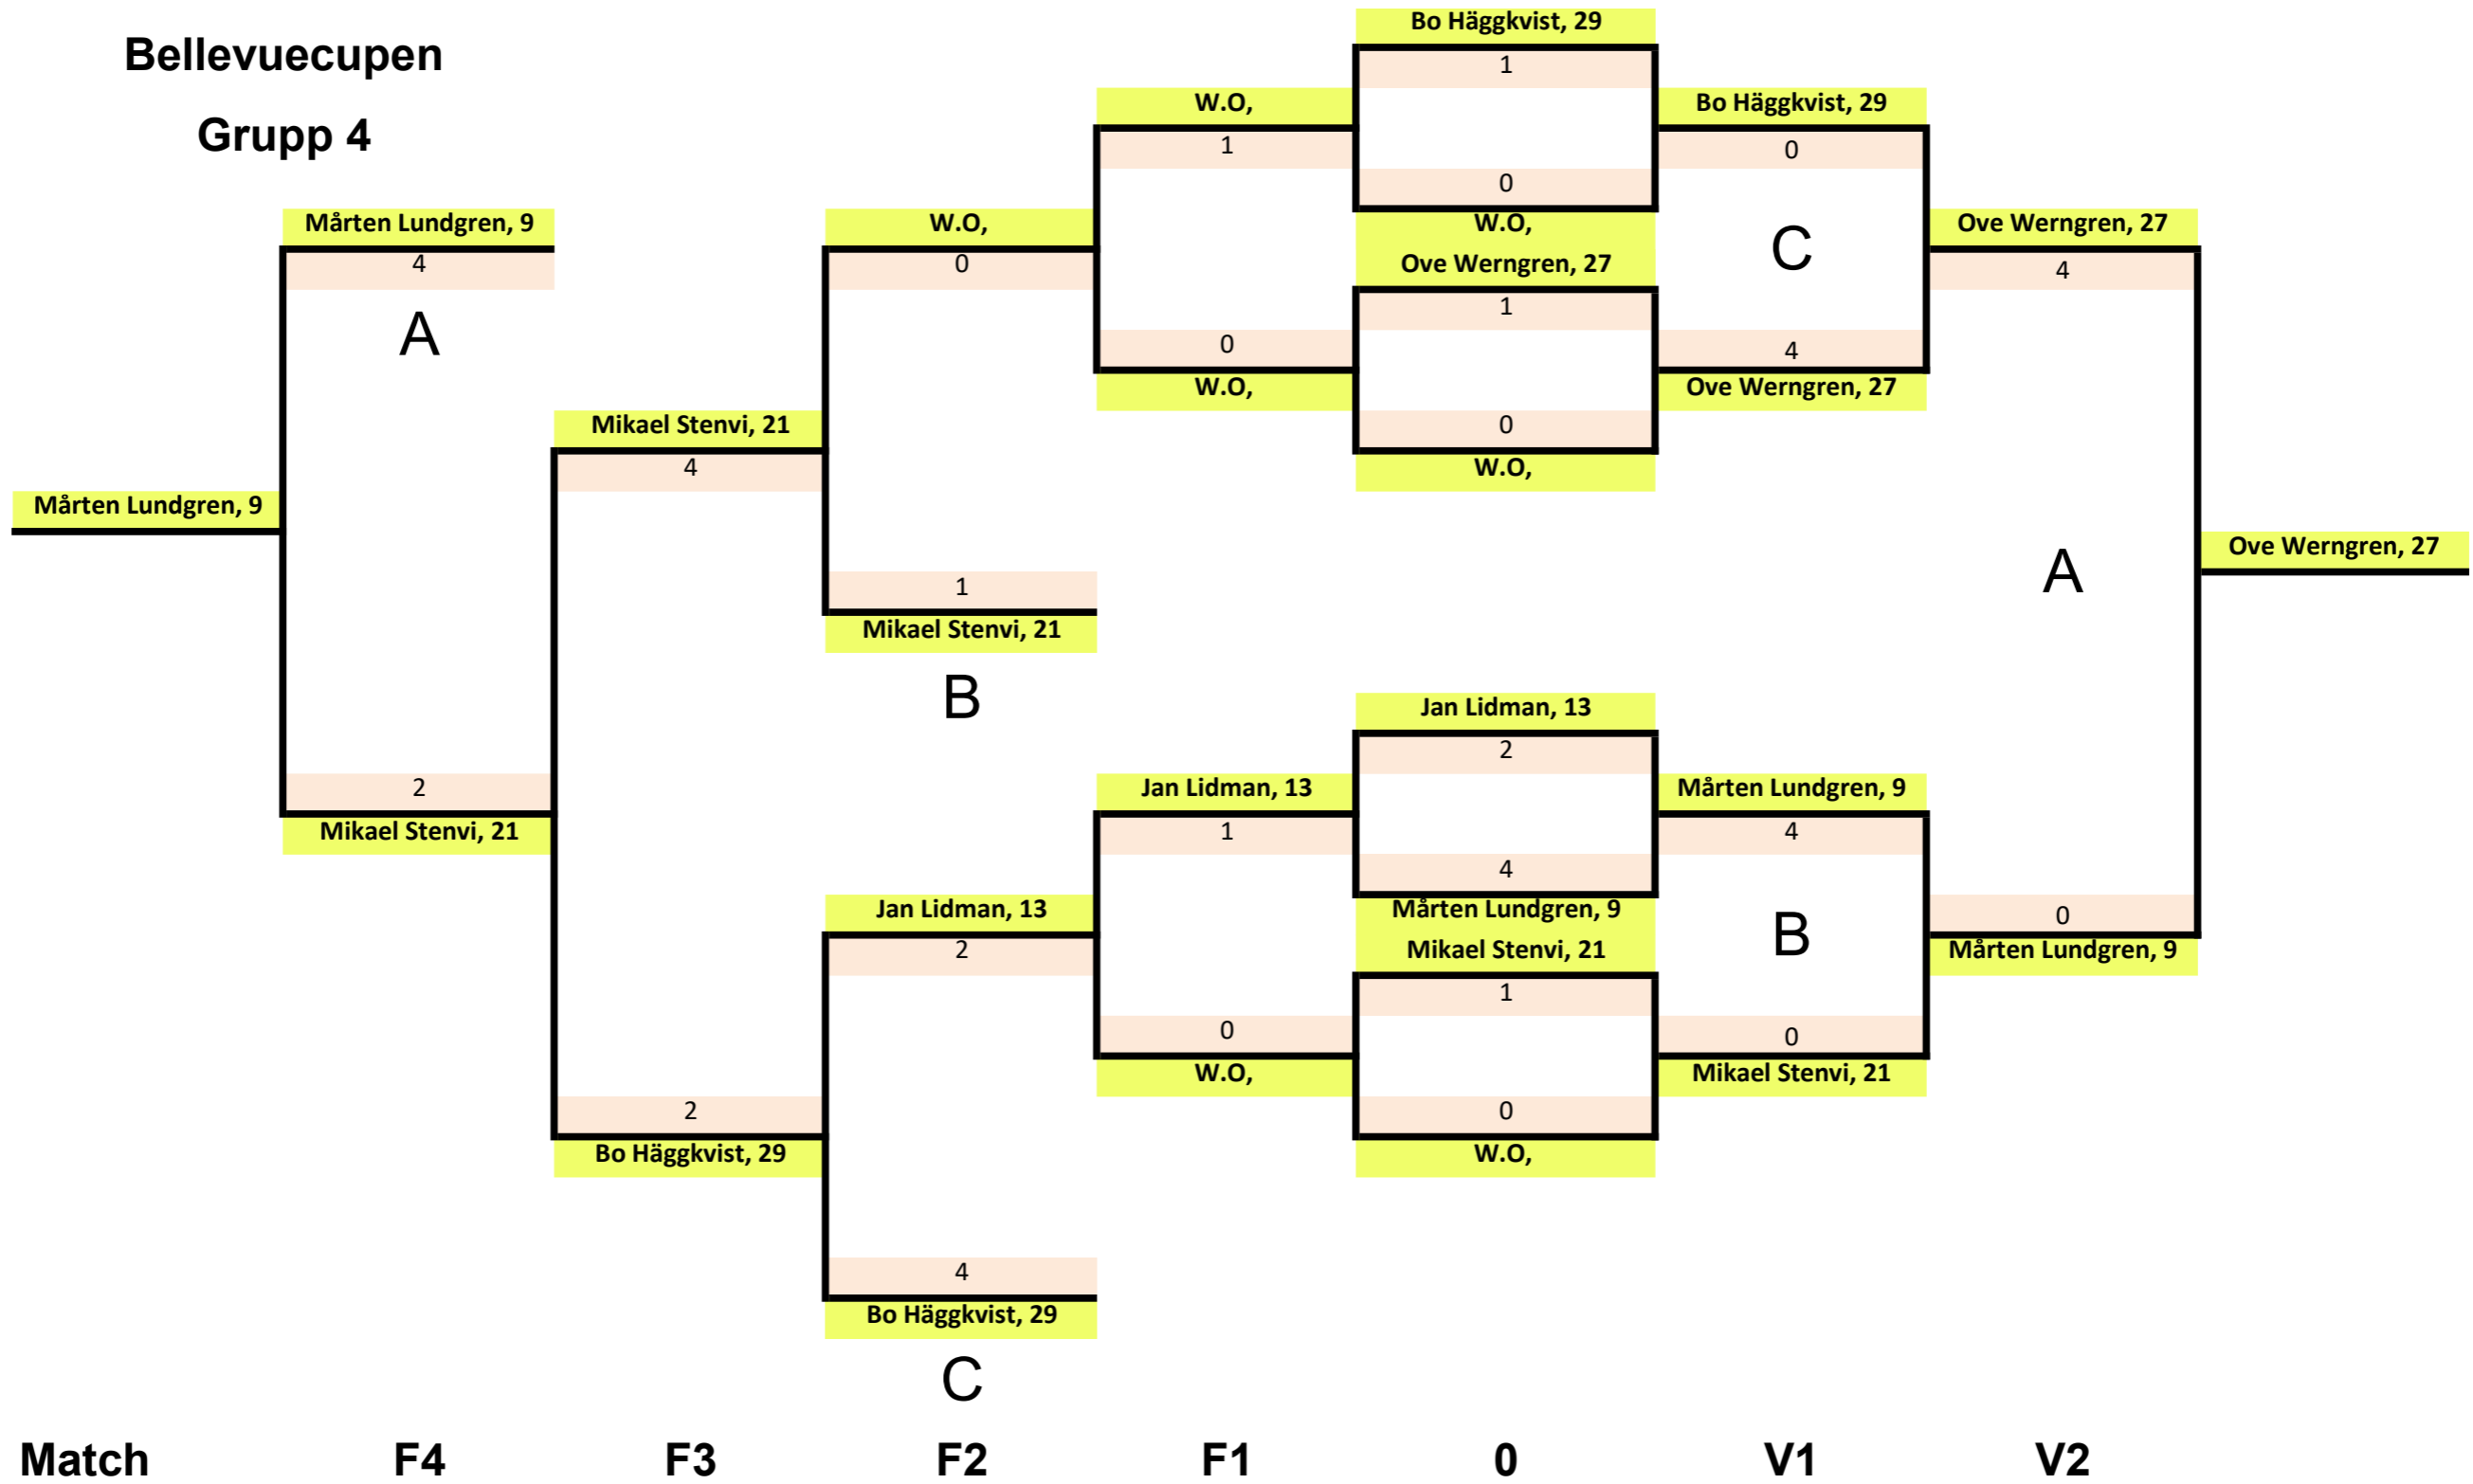 Bellevuecupen
Grupp 4
Mårten Lundgren, 9
4
A
2
Mikael Stenvi, 21
Mårten Lundgren, 9
Mikael Stenvi, 21
4
2
Bo Häggkvist, 29
W.O,
0
1
Mikael Stenvi, 21
B
Jan Lidman, 13
2
4
Bo Häggkvist, 29
C
W.O,
1
0
W.O,
Jan Lidman, 13
1
0
W.O,
Bo Häggkvist, 29
1
0
W.O,
Ove Werngren, 27
1
0
W.O,
Jan Lidman, 13
2
4
Mårten Lundgren, 9
Mikael Stenvi, 21
1
0
W.O,
Bo Häggkvist, 29
0
C
4
Ove Werngren, 27
Mårten Lundgren, 9
4
B
0
Mikael Stenvi, 21
Ove Werngren, 27
4
A
0
Mårten Lundgren, 9
Ove Werngren, 27
Match F4 F3 F2 F1 0 V1 V2